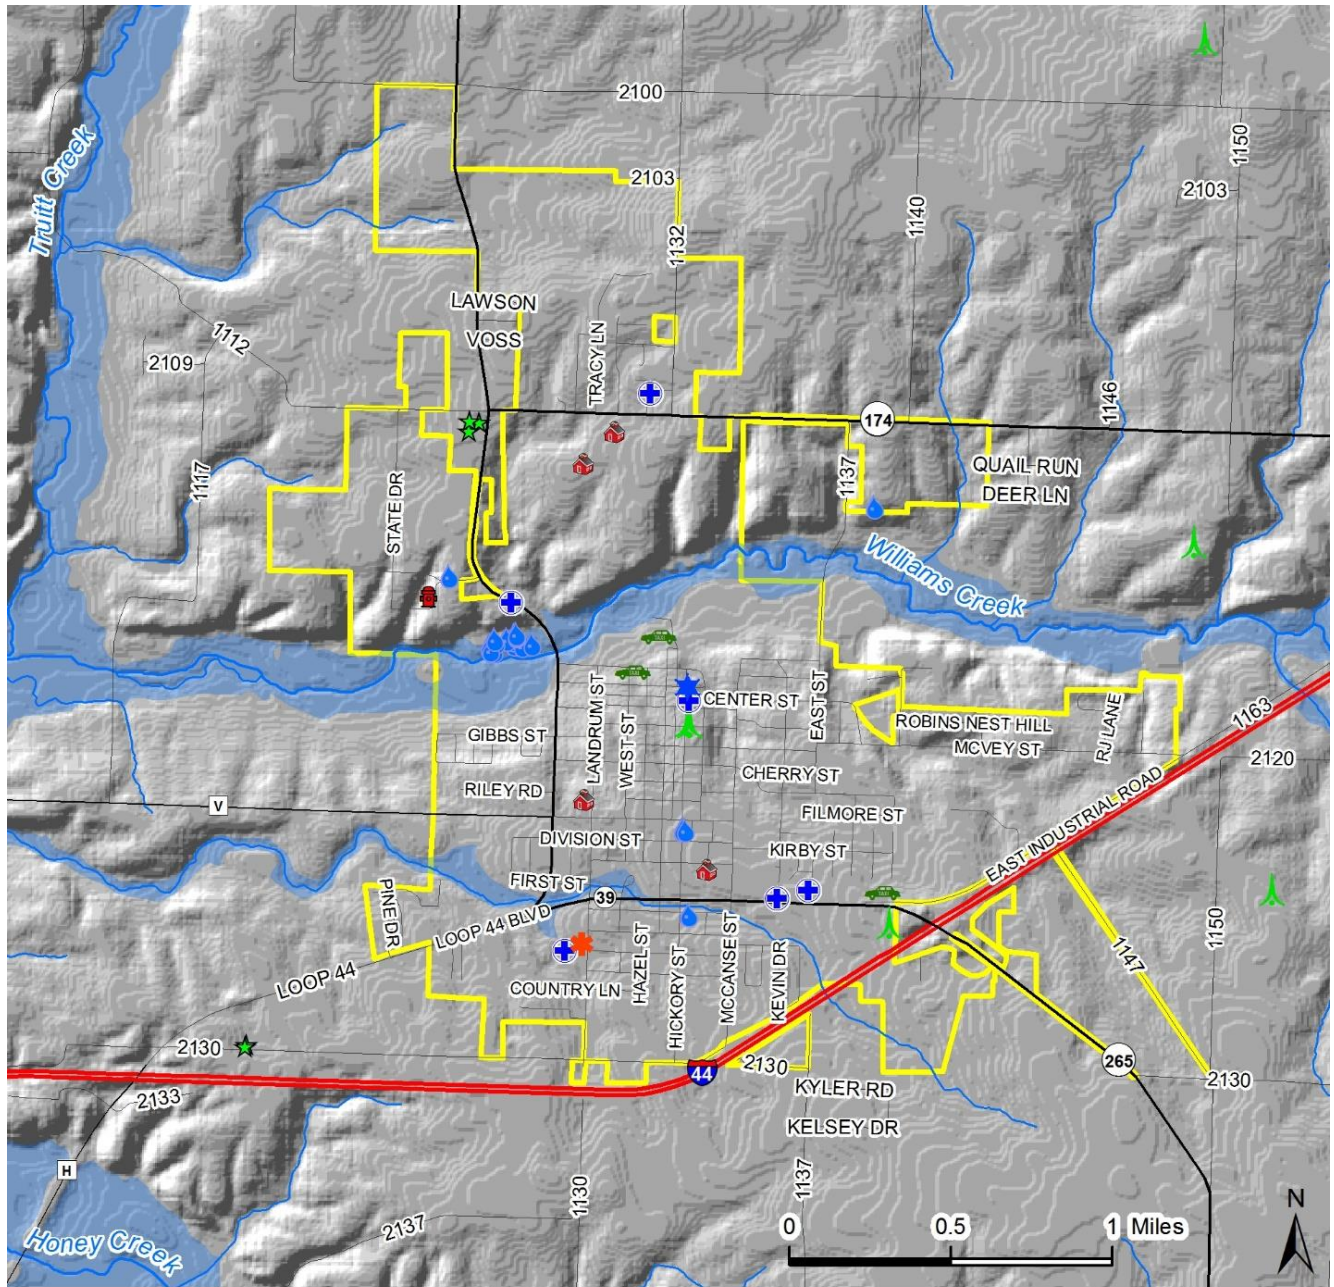 2100
1150
Truitt Creek
2103
2103
1140
1132
LAWSON
VOSS
1112
2109
TRACY LN
1146
174
1117
STATE DR
1137
QUAIL RUN
DEER LN
Williams Creek
CENTER ST
LANDRUM ST
WEST ST
EAST ST
GIBBS ST
ROBINS NEST HILL
MCVEY ST
RJ LANE
1163
2120
RILEY RD
CHERRY ST
V
FILMORE ST
DIVISION ST
KIRBY ST
EAST INDUSTRIAL ROAD
FIRST ST
39
PINE DR
LOOP 44 BLVD
LOOP 44
HAZEL ST
HICKORY ST
MCCANSE ST
KEVIN DR
1147
1150
COUNTRY LN
2130
2130
44
265
2130
2133
KYLER RD
KELSEY DR
H
1130
1137
2137
Honey Creek
N
0 0.5 1 Miles
TAXI
TAXI
TAXI